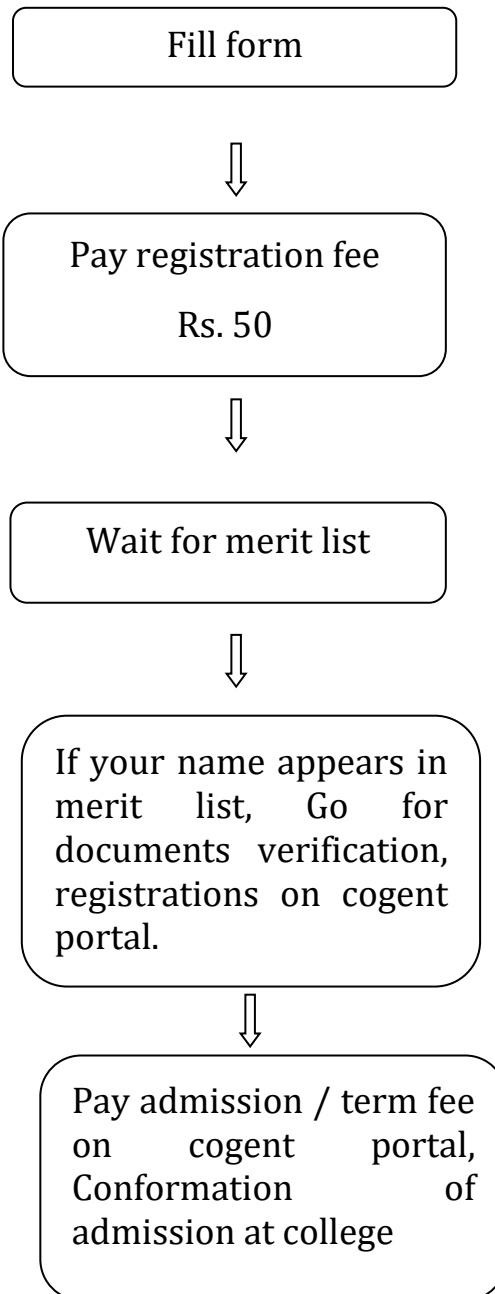 Fill form
Pay registration fee
Rs. 50
Wait for merit list
If your name appears in
merit list, Go for
documents verification,
registrations on cogent
portal.
Pay admission / term fee
on cogent portal,
Conformation of
admission at college